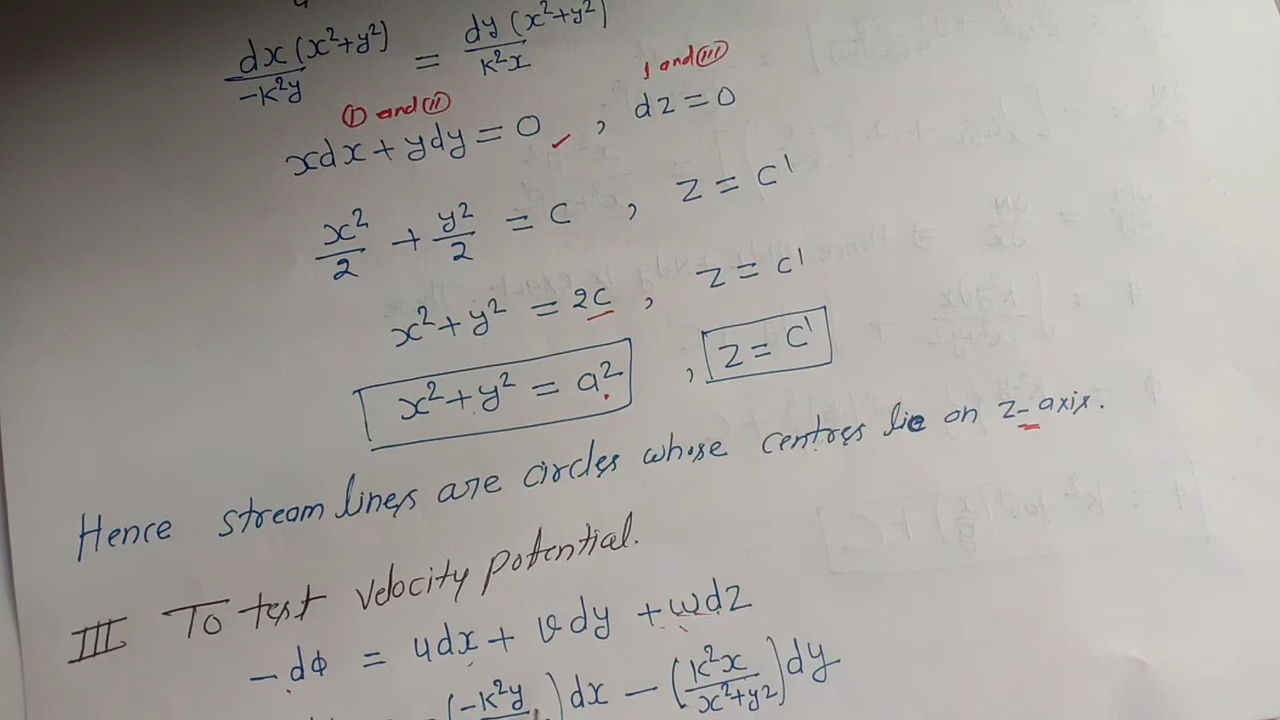 dx(x²+y²)/-k²y = dy(x²+y²)/k²x
Ⓘ and Ⅱ I and Ⅲ
xdx + ydy = 0 ✓, dz = 0
x²/2 + y²/2 = c, z = c'
x² + y² = 2c, z = c'
x² + y² = a², z = c'
Hence stream lines are circles whose centres lie on z-axis.
III To test velocity potential.
-dϕ = udx + vdy + wdz
(-k²y )dx - (k²x/x²+y²)dy